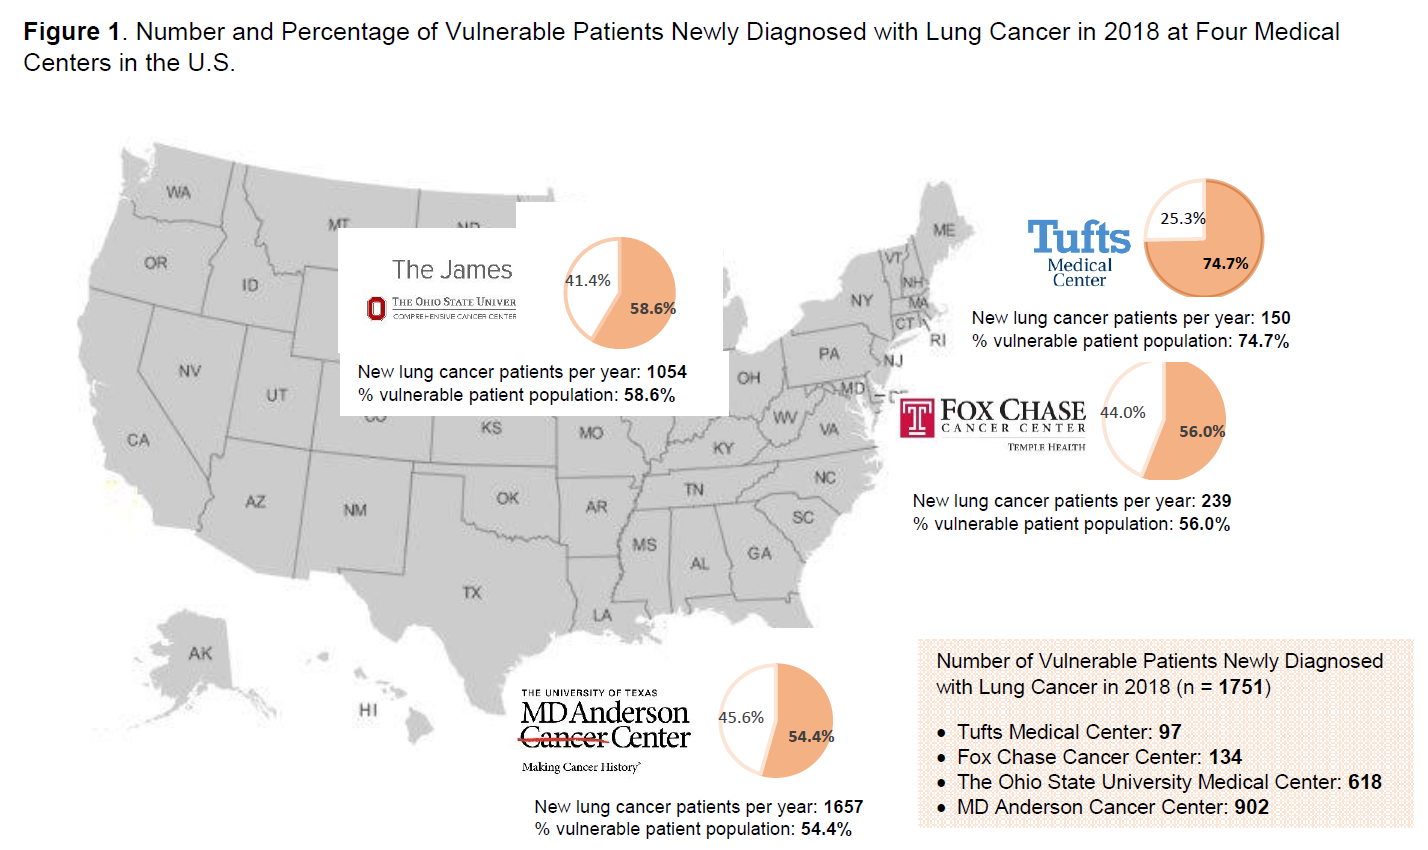 Figure 1. Number and Percentage of Vulnerable Patients Newly Diagnosed with Lung Cancer in 2018 at Four Medical
Centers in the U.S.
WA
MT
ND
OR
ID
NV
UT
CA
CO
KS
MO
AZ
NM
OK
AR
TX
LA
MS
AL
GA
TN
KY
SC
NC
VA
WV
OH
PA
MD
NJ
NY
VT
NH
MA
CT
RI
ME
AK
HI
The James
THE OHIO STATE UNIVER
COMPREHENSIVE CANCER CENTER
41.4%
58.6%
New lung cancer patients per year: 1054
% vulnerable patient population: 58.6%
Tufts
Medical
Center
25.3%
74.7%
New lung cancer patients per year: 150
% vulnerable patient population: 74.7%
FOX CHASE
CANCER CENTER
TEMPLE HEALTH
44.0%
56.0%
New lung cancer patients per year: 239
% vulnerable patient population: 56.0%
THE UNIVERSITY OF TEXAS
MD Anderson
Cancer Center
Making Cancer History®
45.6%
54.4%
New lung cancer patients per year: 1657
% vulnerable patient population: 54.4%
Number of Vulnerable Patients Newly Diagnosed
with Lung Cancer in 2018 (n = 1751)
• Tufts Medical Center: 97
• Fox Chase Cancer Center: 134
• The Ohio State University Medical Center: 618
• MD Anderson Cancer Center: 902